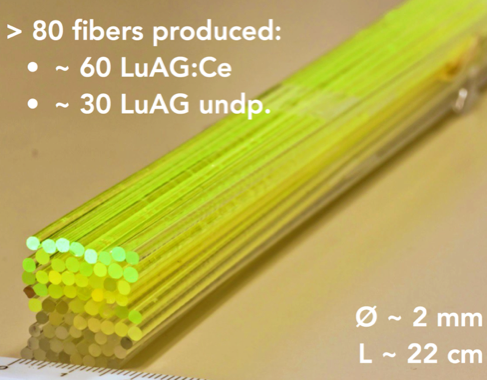 > 80 fibers produced:
• ~ 60 LuAG:Ce
• ~ 30 LuAG undp.
Ø ~ 2 mm
L ~ 22 cm